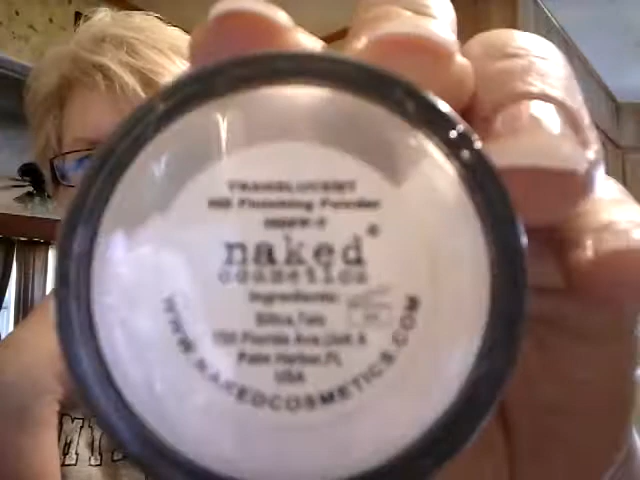 TRANSLUCENT
HD Finishing Powder
naked®
cosmetics
Ingredients:
Silica, Talc
Palm Harbor, FL
USA
WWW.NAKEDCOSMETICS.COM